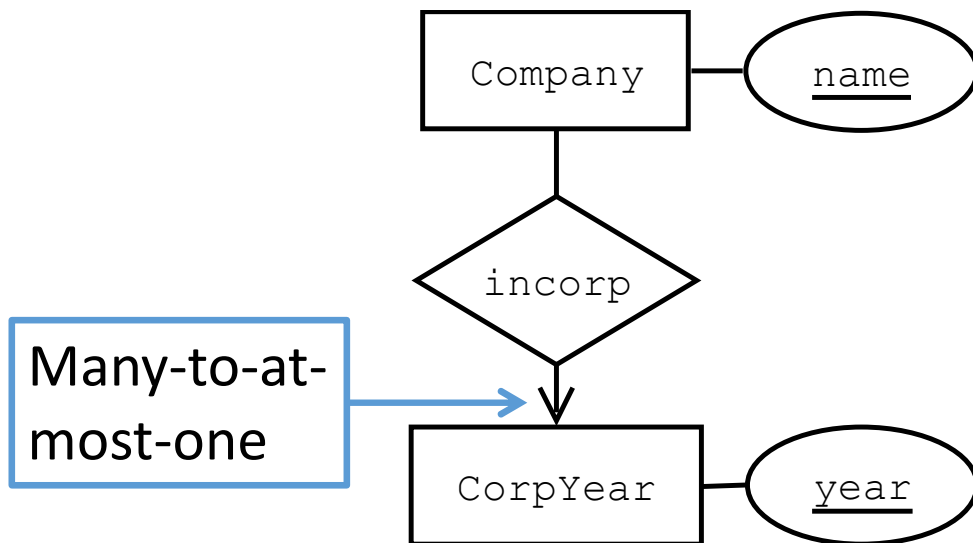 Company
name
incorp
Many-to-at-
most-one
CorpYear
year